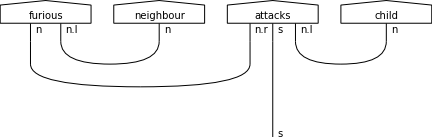 furious neighbour attacks child
n n.l n n.r s n.l n
s